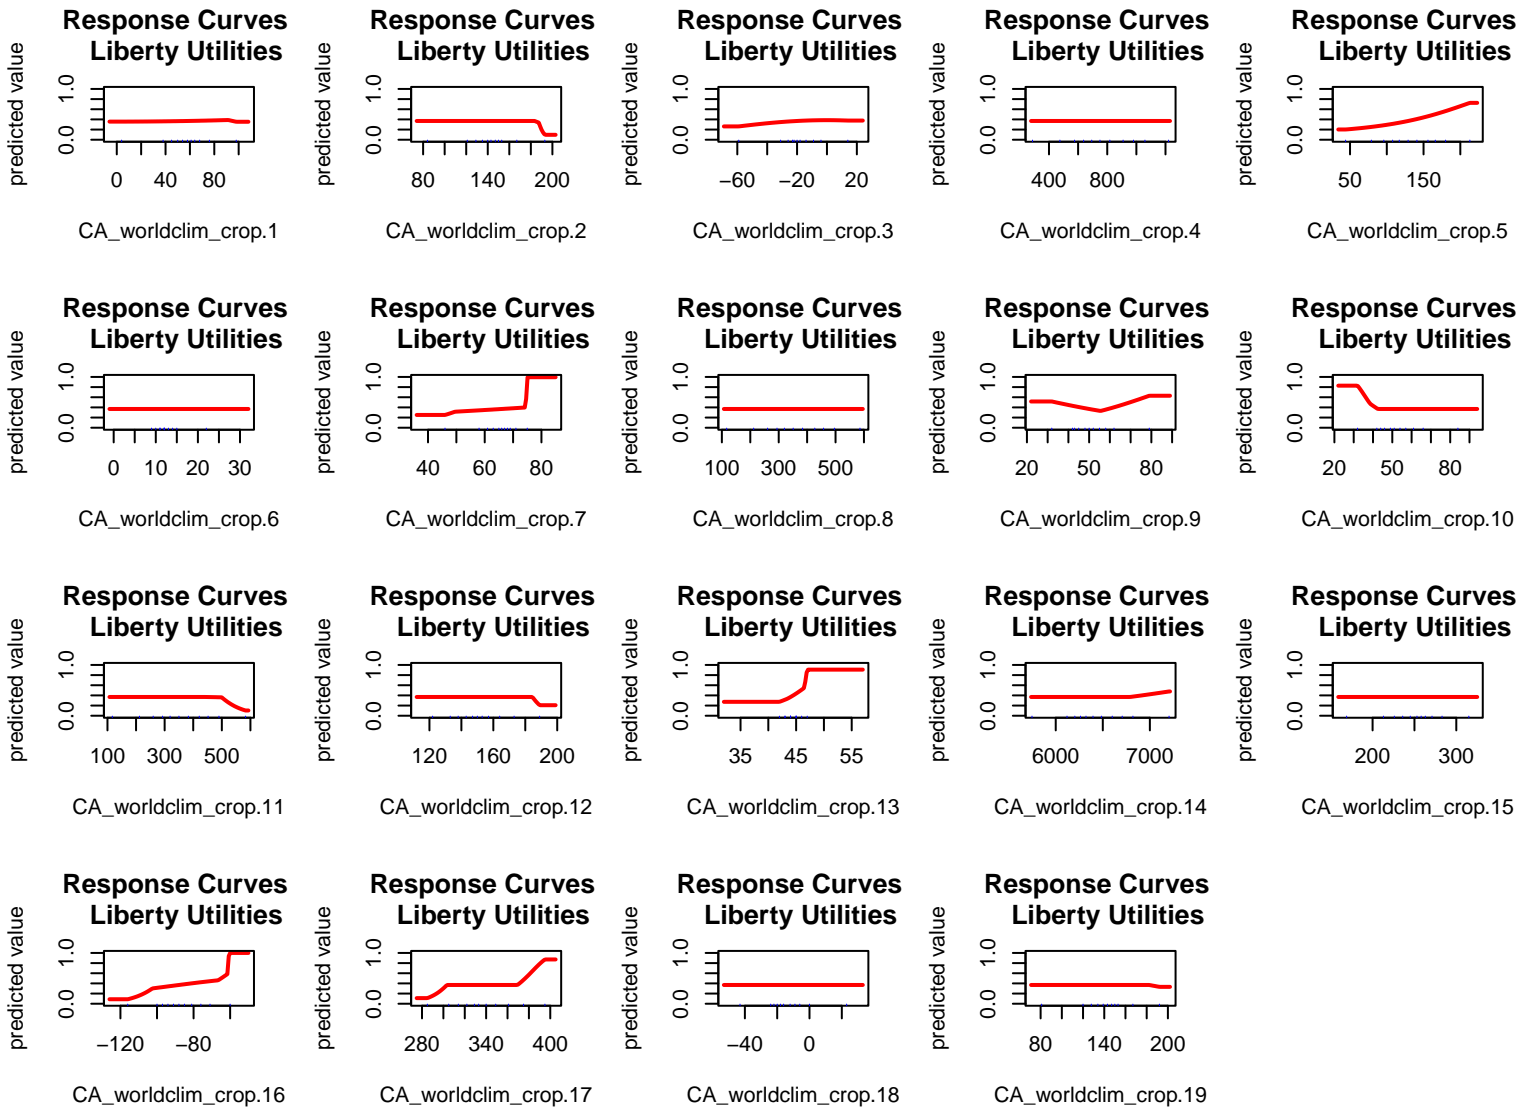 Response Curves
Liberty Utilities
predicted value
0.0 1.0
0 40 80
CA_worldclim_crop.1
Response Curves
Liberty Utilities
predicted value
0.0 1.0
80 140 200
CA_worldclim_crop.2
Response Curves
Liberty Utilities
predicted value
0.0 1.0
−60 −20 20
CA_worldclim_crop.3
Response Curves
Liberty Utilities
predicted value
0.0 1.0
400 800
CA_worldclim_crop.4
Response Curves
Liberty Utilities
predicted value
0.0 1.0
50 150
CA_worldclim_crop.5
Response Curves
Liberty Utilities
predicted value
0.0 1.0
0 10 20 30
CA_worldclim_crop.6
Response Curves
Liberty Utilities
predicted value
0.0 1.0
40 60 80
CA_worldclim_crop.7
Response Curves
Liberty Utilities
predicted value
0.0 1.0
100 300 500
CA_worldclim_crop.8
Response Curves
Liberty Utilities
predicted value
0.0 1.0
20 50 80
CA_worldclim_crop.9
Response Curves
Liberty Utilities
predicted value
0.0 1.0
20 50 80
CA_worldclim_crop.10
Response Curves
Liberty Utilities
predicted value
0.0 1.0
100 300 500
CA_worldclim_crop.11
Response Curves
Liberty Utilities
predicted value
0.0 1.0
120 160 200
CA_worldclim_crop.12
Response Curves
Liberty Utilities
predicted value
0.0 1.0
35 45 55
CA_worldclim_crop.13
Response Curves
Liberty Utilities
predicted value
0.0 1.0
6000 7000
CA_worldclim_crop.14
Response Curves
Liberty Utilities
predicted value
0.0 1.0
200 300
CA_worldclim_crop.15
Response Curves
Liberty Utilities
predicted value
0.0 1.0
−120 −80
CA_worldclim_crop.16
Response Curves
Liberty Utilities
predicted value
0.0 1.0
280 340 400
CA_worldclim_crop.17
Response Curves
Liberty Utilities
predicted value
0.0 1.0
−40 0
CA_worldclim_crop.18
Response Curves
Liberty Utilities
predicted value
0.0 1.0
80 140 200
CA_worldclim_crop.19